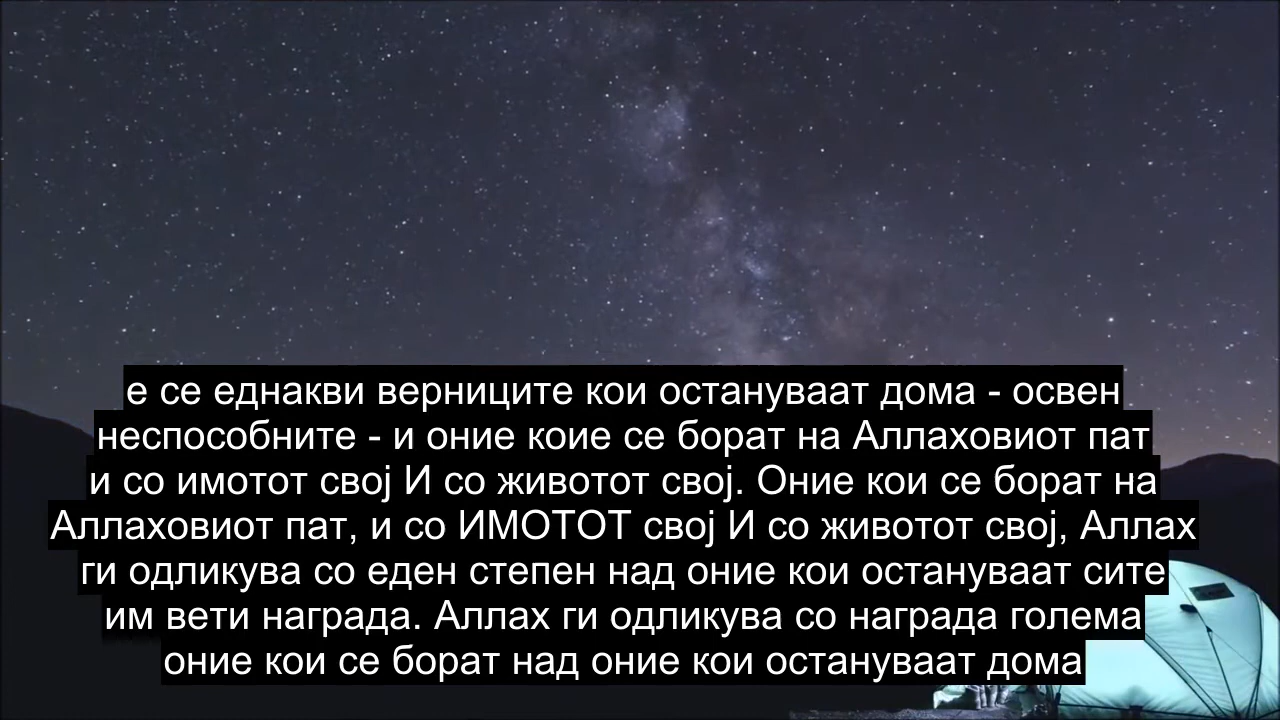 е се еднакви верниците кои остануваат дома - освен
неспособните - и оние коие се борат на Аллаховиот пат
и со имотот свој И со животот свој. Оние кои се борат на
Аллаховиот пат, и со ИМОТОТ свој И со животот свој, Аллах
ги одликува со еден степен над оние кои остануваат сите
им вети награда. Аллах ги одликува со награда голема
оние кои се борат над оние кои остануваат дома